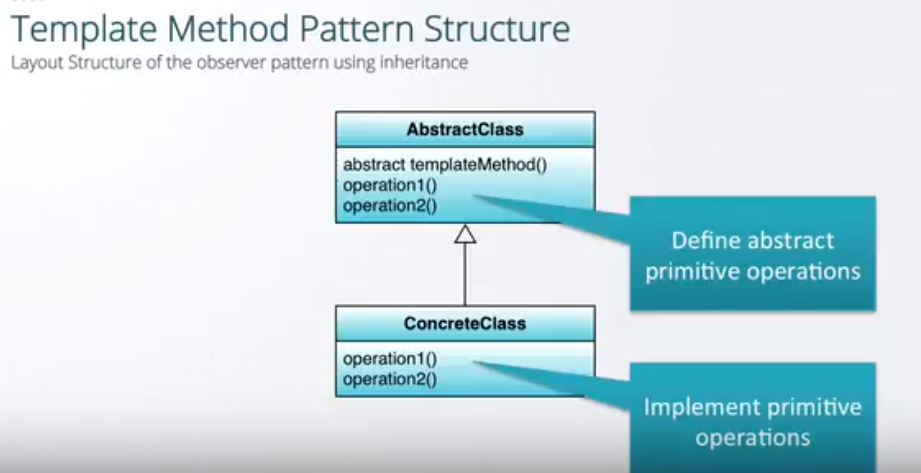 Template Method Pattern Structure
Layout Structure of the observer pattern using inheritance
AbstractClass
abstract templateMethod()
operation1()
operation2()
Define abstract
primitive operations
ConcreteClass
operation1()
operation2()
Implement primitive
operations